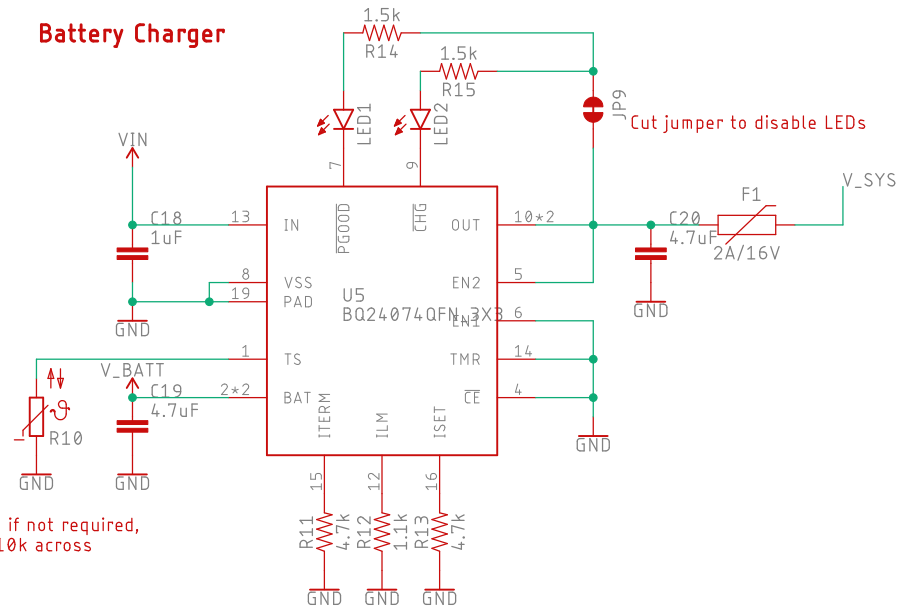 Battery Charger
1.5k
R14
1.5k
R15
LED1
LED2
JP9
Cut jumper to disable LEDs
VIN
7
9
V_SYS
F1
C18
1uF
13
IN
PGOOD
CHG
OUT
10*2
C20
4.7uF
2A/16V
8
VSS
EN2
5
19
PAD
U5
BQ24074QFN_3X3
EN1
6
GND
GND
1
TS
TMR
14
V_BATT
2*2
BAT
CE
4
C19
4.7uF
R10
ITERM
ILM
ISET
GND
GND
GND
15
12
16
if not required,
10k across
R11
4.7k
R12
1.1k
R13
4.7k
GND
GND
GND